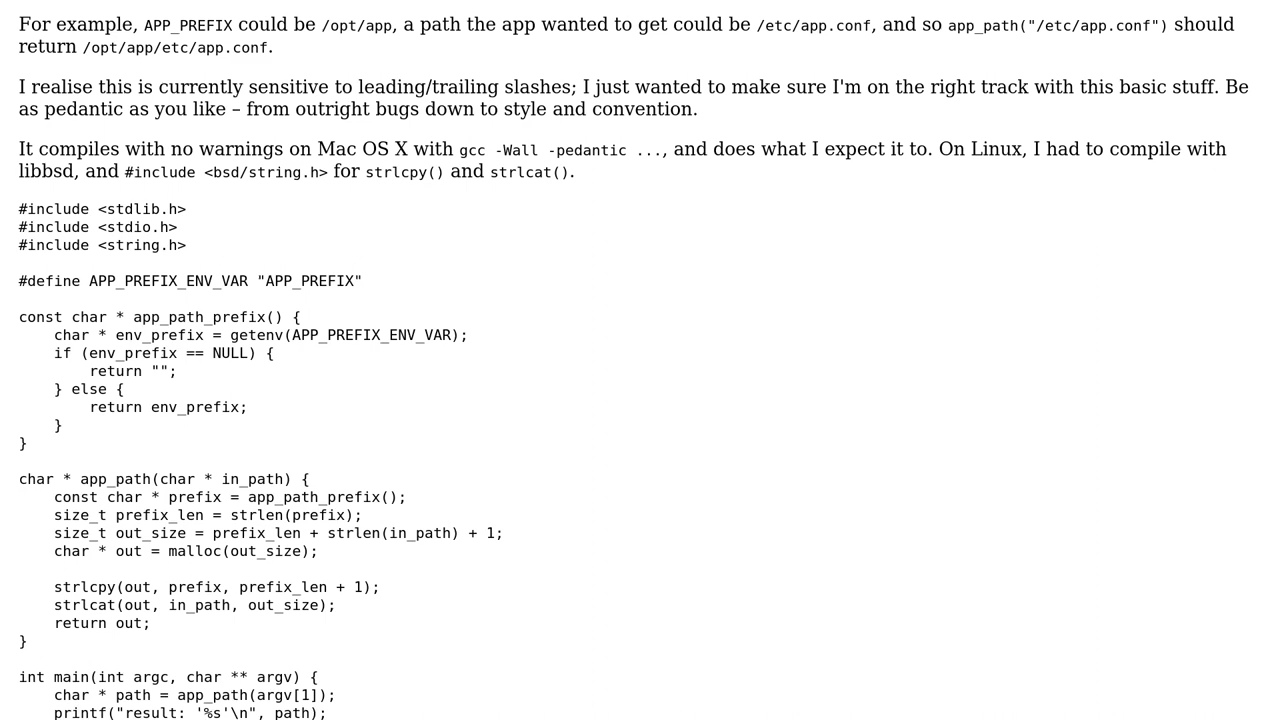 For example, APP_PREFIX could be /opt/app, a path the app wanted to get could be /etc/app.conf, and so app_path("/etc/app.conf") should
return /opt/app/etc/app.conf.
I realise this is currently sensitive to leading/trailing slashes; I just wanted to make sure I'm on the right track with this basic stuff. Be
as pedantic as you like – from outright bugs down to style and convention.
It compiles with no warnings on Mac OS X with gcc -Wall -pedantic ..., and does what I expect it to. On Linux, I had to compile with
libbsd, and #include <bsd/string.h> for strlcpy() and strlcat().
#include <stdlib.h>
#include <stdio.h>
#include <string.h>
#define APP_PREFIX_ENV_VAR "APP_PREFIX"
const char * app_path_prefix() {
    char * env_prefix = getenv(APP_PREFIX_ENV_VAR);
    if (env_prefix == NULL) {
        return "";
    } else {
        return env_prefix;
    }
}
char * app_path(char * in_path) {
    const char * prefix = app_path_prefix();
    size_t prefix_len = strlen(prefix);
    size_t out_size = prefix_len + strlen(in_path) + 1;
    char * out = malloc(out_size);
    strlcpy(out, prefix, prefix_len + 1);
    strlcat(out, in_path, out_size);
    return out;
}
int main(int argc, char ** argv) {
    char * path = app_path(argv[1]);
    printf("result: '%s'\n", path);